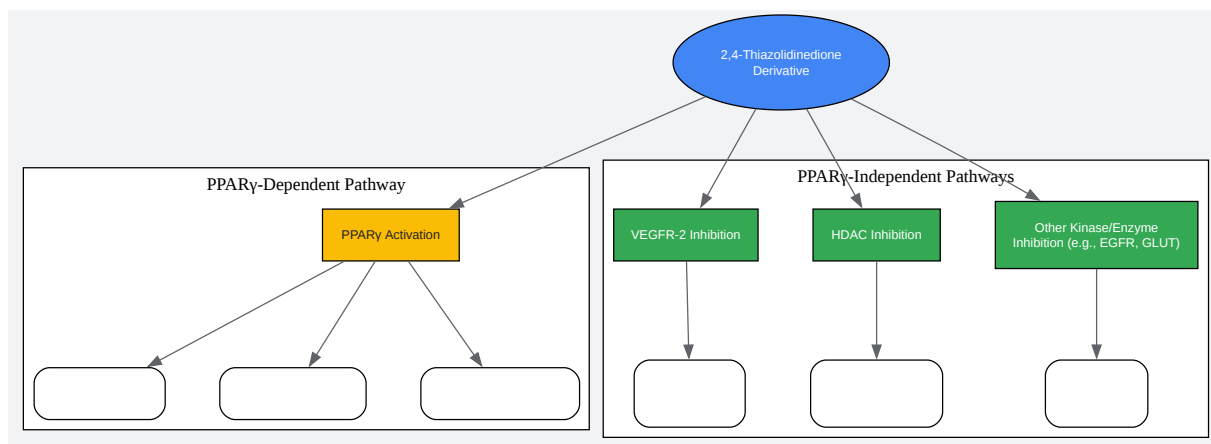 2,4-Thiazolidinedione
Derivative
PPARγ-Dependent Pathway
PPARγ-Independent Pathways
PPARγ Activation
VEGFR-2 Inhibition
HDAC Inhibition
Other Kinase/Enzyme
Inhibition (e.g., EGFR, GLUT)